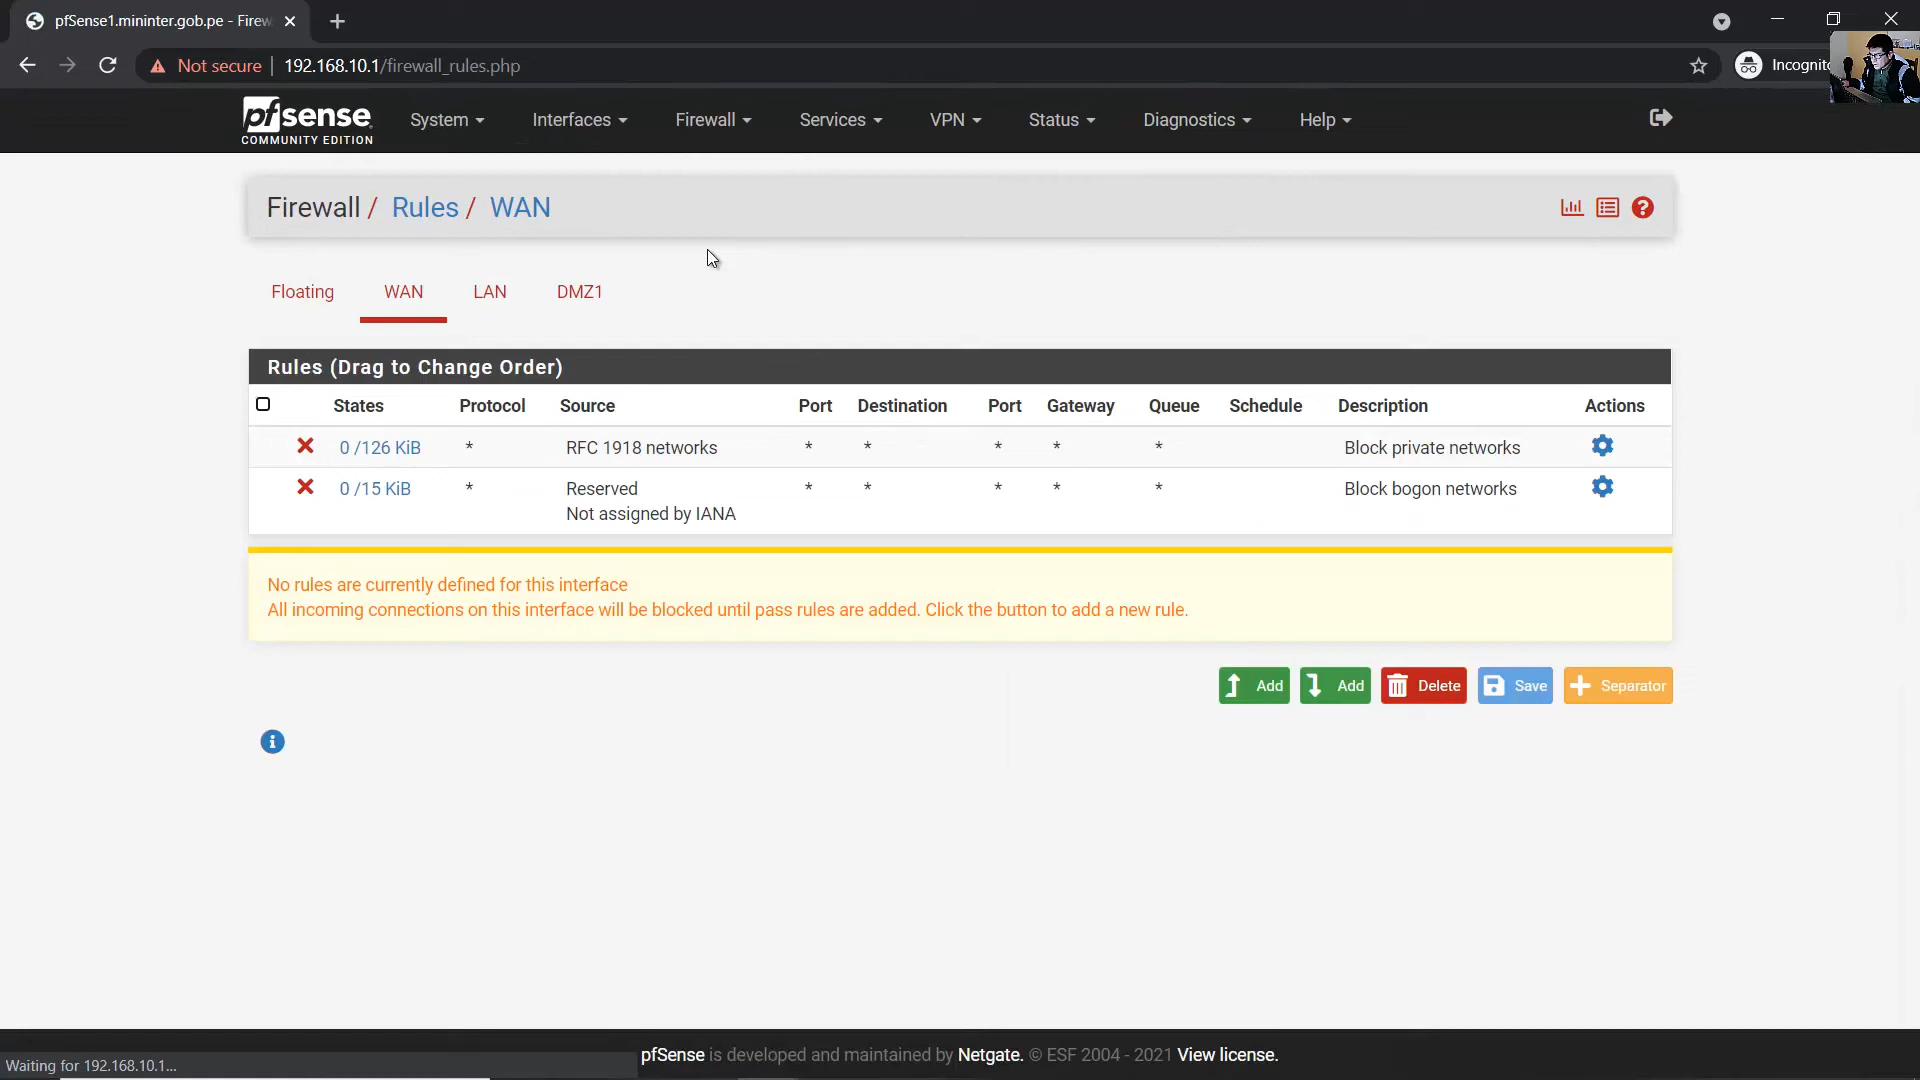 pfSense1.mininter.gob.pe - Firew
Not secure
192.168.10.1/firewall_rules.php
Incognito
pfsense
COMMUNITY EDITION
System
Interfaces
Firewall
Services
VPN
Status
Diagnostics
Help
Firewall / Rules / WAN
Floating
WAN
LAN
DMZ1
Rules (Drag to Change Order)
States Protocol Source Port Destination Port Gateway Queue Schedule Description Actions
0 /126 KiB * RFC 1918 networks * * * * * Block private networks
0 /15 KiB * Reserved * * * * * Block bogon networks
Not assigned by IANA
No rules are currently defined for this interface
All incoming connections on this interface will be blocked until pass rules are added. Click the button to add a new rule.
Add
Add
Delete
Save
Separator
pfSense is developed and maintained by Netgate. © ESF 2004 - 2021 View license.
Waiting for 192.168.10.1...